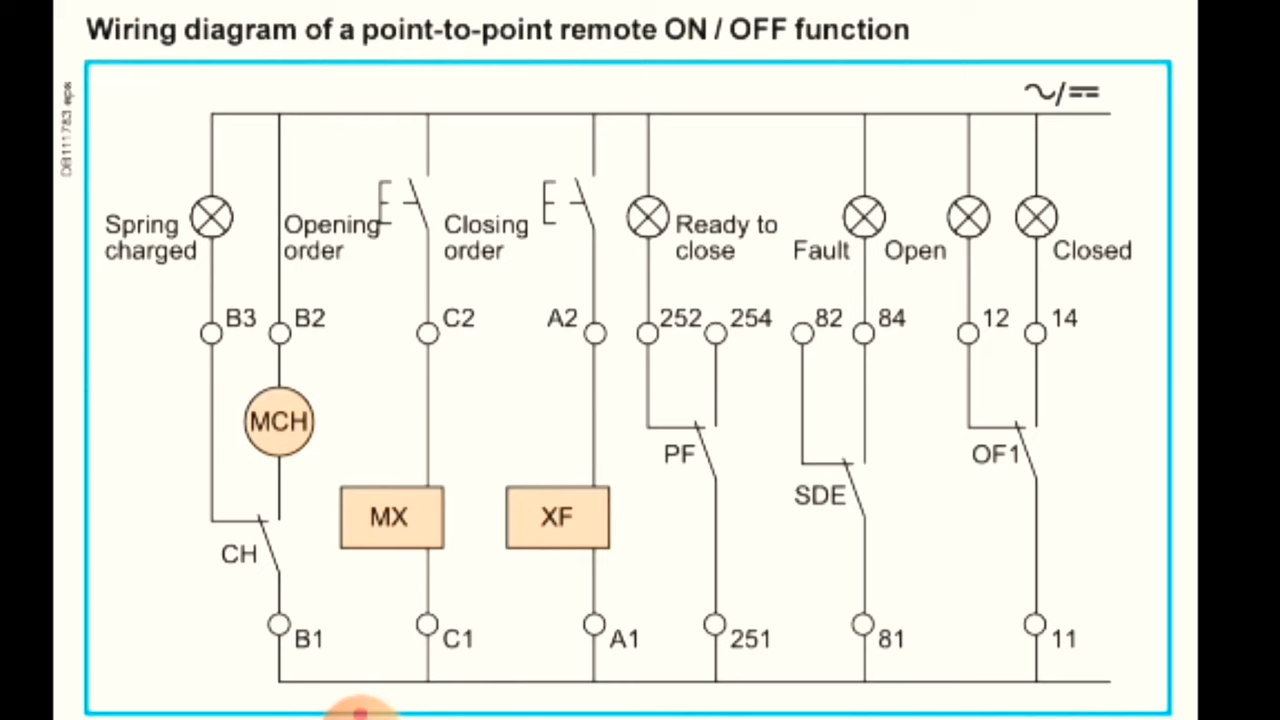 Wiring diagram of a point-to-point remote ON / OFF function
DB111783.eps
Spring
charged
Opening
order
Closing
order
Ready to
close
Fault
Open
Closed
B3
B2
C2
A2
252
254
82
84
12
14
MCH
PF
OF1
SDE
MX
XF
CH
B1
C1
A1
251
81
11